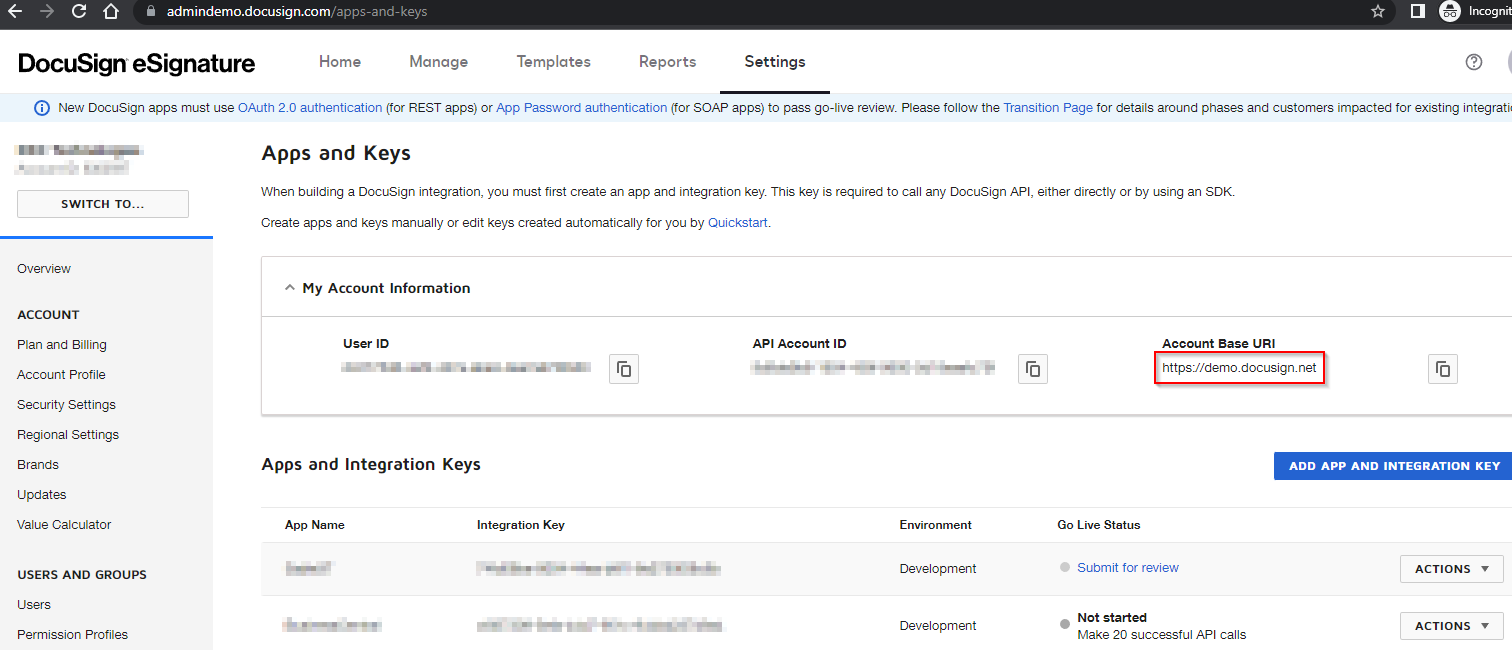 admindemo.docusign.com/apps-and-keys
Incognit
DocuSign eSignature
Home
Manage
Templates
Reports
Settings
New DocuSign apps must use OAuth 2.0 authentication (for REST apps) or App Password authentication (for SOAP apps) to pass go-live review. Please follow the Transition Page for details around phases and customers impacted for existing integratio
SWITCH TO...
Overview
ACCOUNT
Plan and Billing
Account Profile
Security Settings
Regional Settings
Brands
Updates
Value Calculator
USERS AND GROUPS
Users
Permission Profiles
Apps and Keys
When building a DocuSign integration, you must first create an app and integration key. This key is required to call any DocuSign API, either directly or by using an SDK.
Create apps and keys manually or edit keys created automatically for you by Quickstart.
My Account Information
User ID
API Account ID
Account Base URI
https://demo.docusign.net
Apps and Integration Keys
ADD APP AND INTEGRATION KEY
App Name
Integration Key
Environment
Go Live Status
Development
Submit for review
ACTIONS
Development
Not started
Make 20 successful API calls
ACTIONS